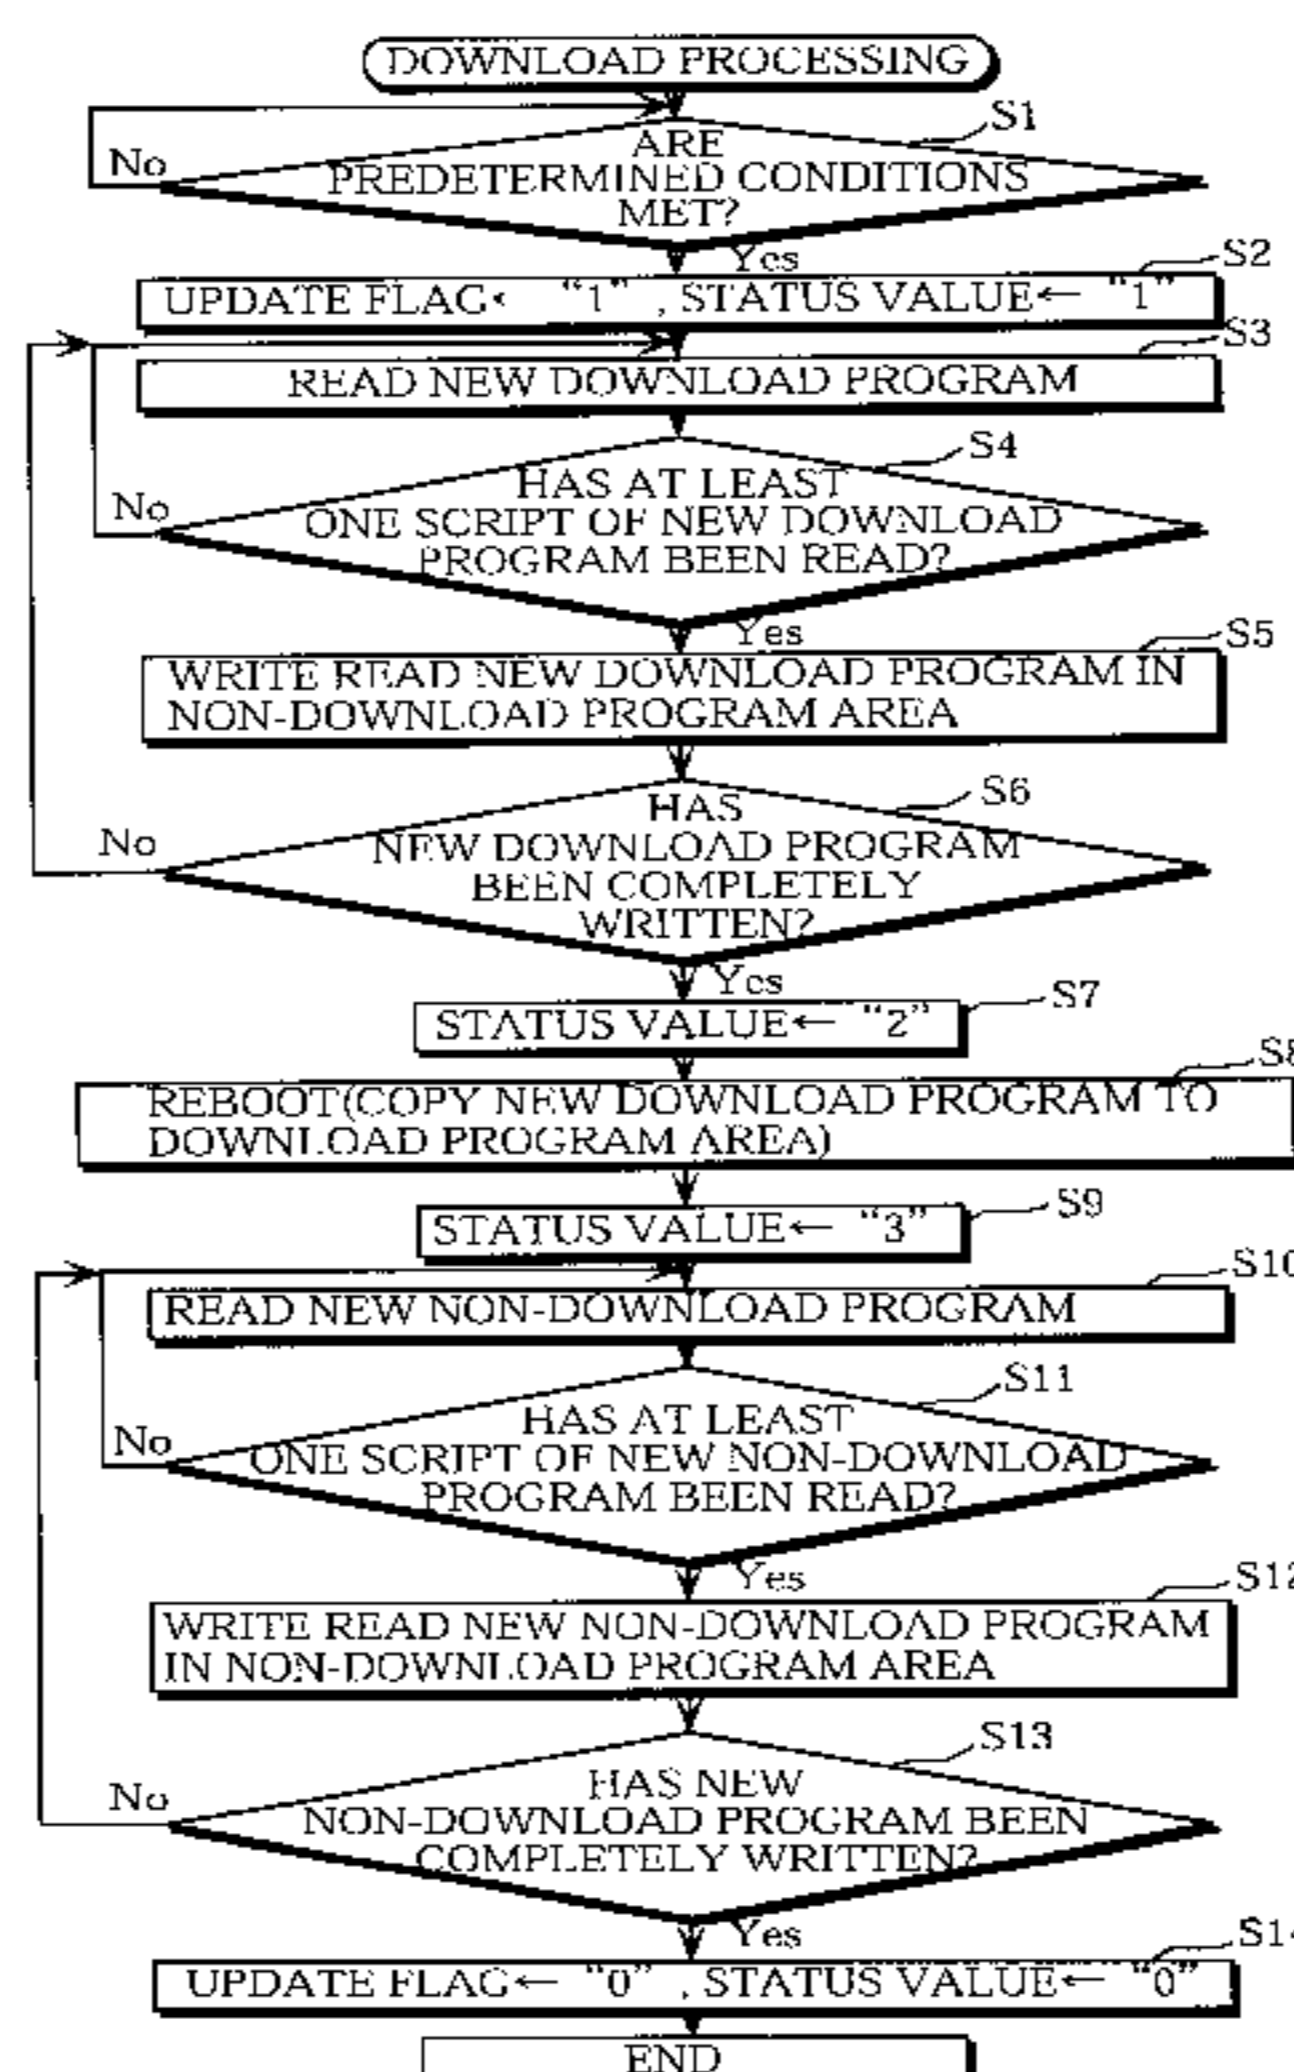 DOWNLOAD PROCESSING
S1
No
ARE
PREDETERMINED CONDITIONS
MET?
Yes
S2
UPDATE FLAG← "1" , STATUS VALUE← "1"
S3
READ NEW DOWNLOAD PROGRAM
S4
No
HAS AT LEAST
ONE SCRIPT OF NEW DOWNLOAD
PROGRAM BEEN READ?
Yes
S5
WRITE READ NEW DOWNLOAD PROGRAM IN
NON-DOWNLOAD PROGRAM AREA
S6
No
HAS
NEW DOWNLOAD PROGRAM
BEEN COMPLETELY
WRITTEN?
Yes
S7
STATUS VALUE← "2"
S8
REBOOT(COPY NEW DOWNLOAD PROGRAM TO
DOWNLOAD PROGRAM AREA)
S9
STATUS VALUE← "3"
S10
READ NEW NON-DOWNLOAD PROGRAM
S11
No
HAS AT LEAST
ONE SCRIPT OF NEW NON-DOWNLOAD
PROGRAM BEEN READ?
Yes
S12
WRITE READ NEW NON-DOWNLOAD PROGRAM
IN NON-DOWNLOAD PROGRAM AREA
S13
No
HAS NEW
NON-DOWNLOAD PROGRAM BEEN
COMPLETELY WRITTEN?
Yes
S14
UPDATE FLAG← "0" , STATUS VALUE← "0"
END